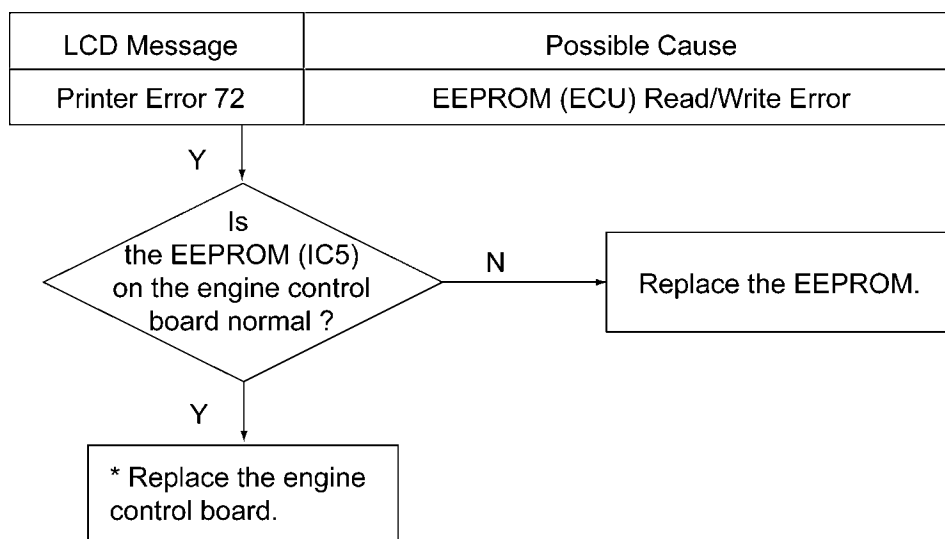 LCD Message
Possible Cause
Printer Error 72
EEPROM (ECU) Read/Write Error
Y
Is
the EEPROM (IC5)
on the engine control
board normal ?
N
Replace the EEPROM.
Y
* Replace the engine
control board.